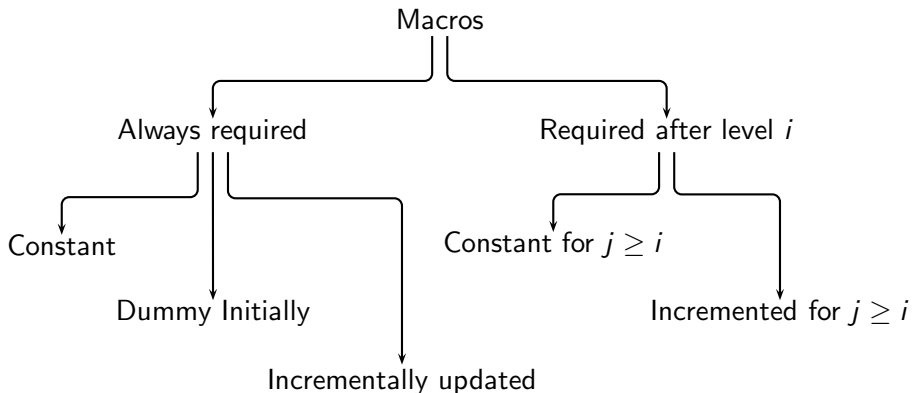 Macros
Always required
Required after level i
Constant
Constant for j ≥ i
Dummy Initially
Incremented for j ≥ i
Incrementally updated